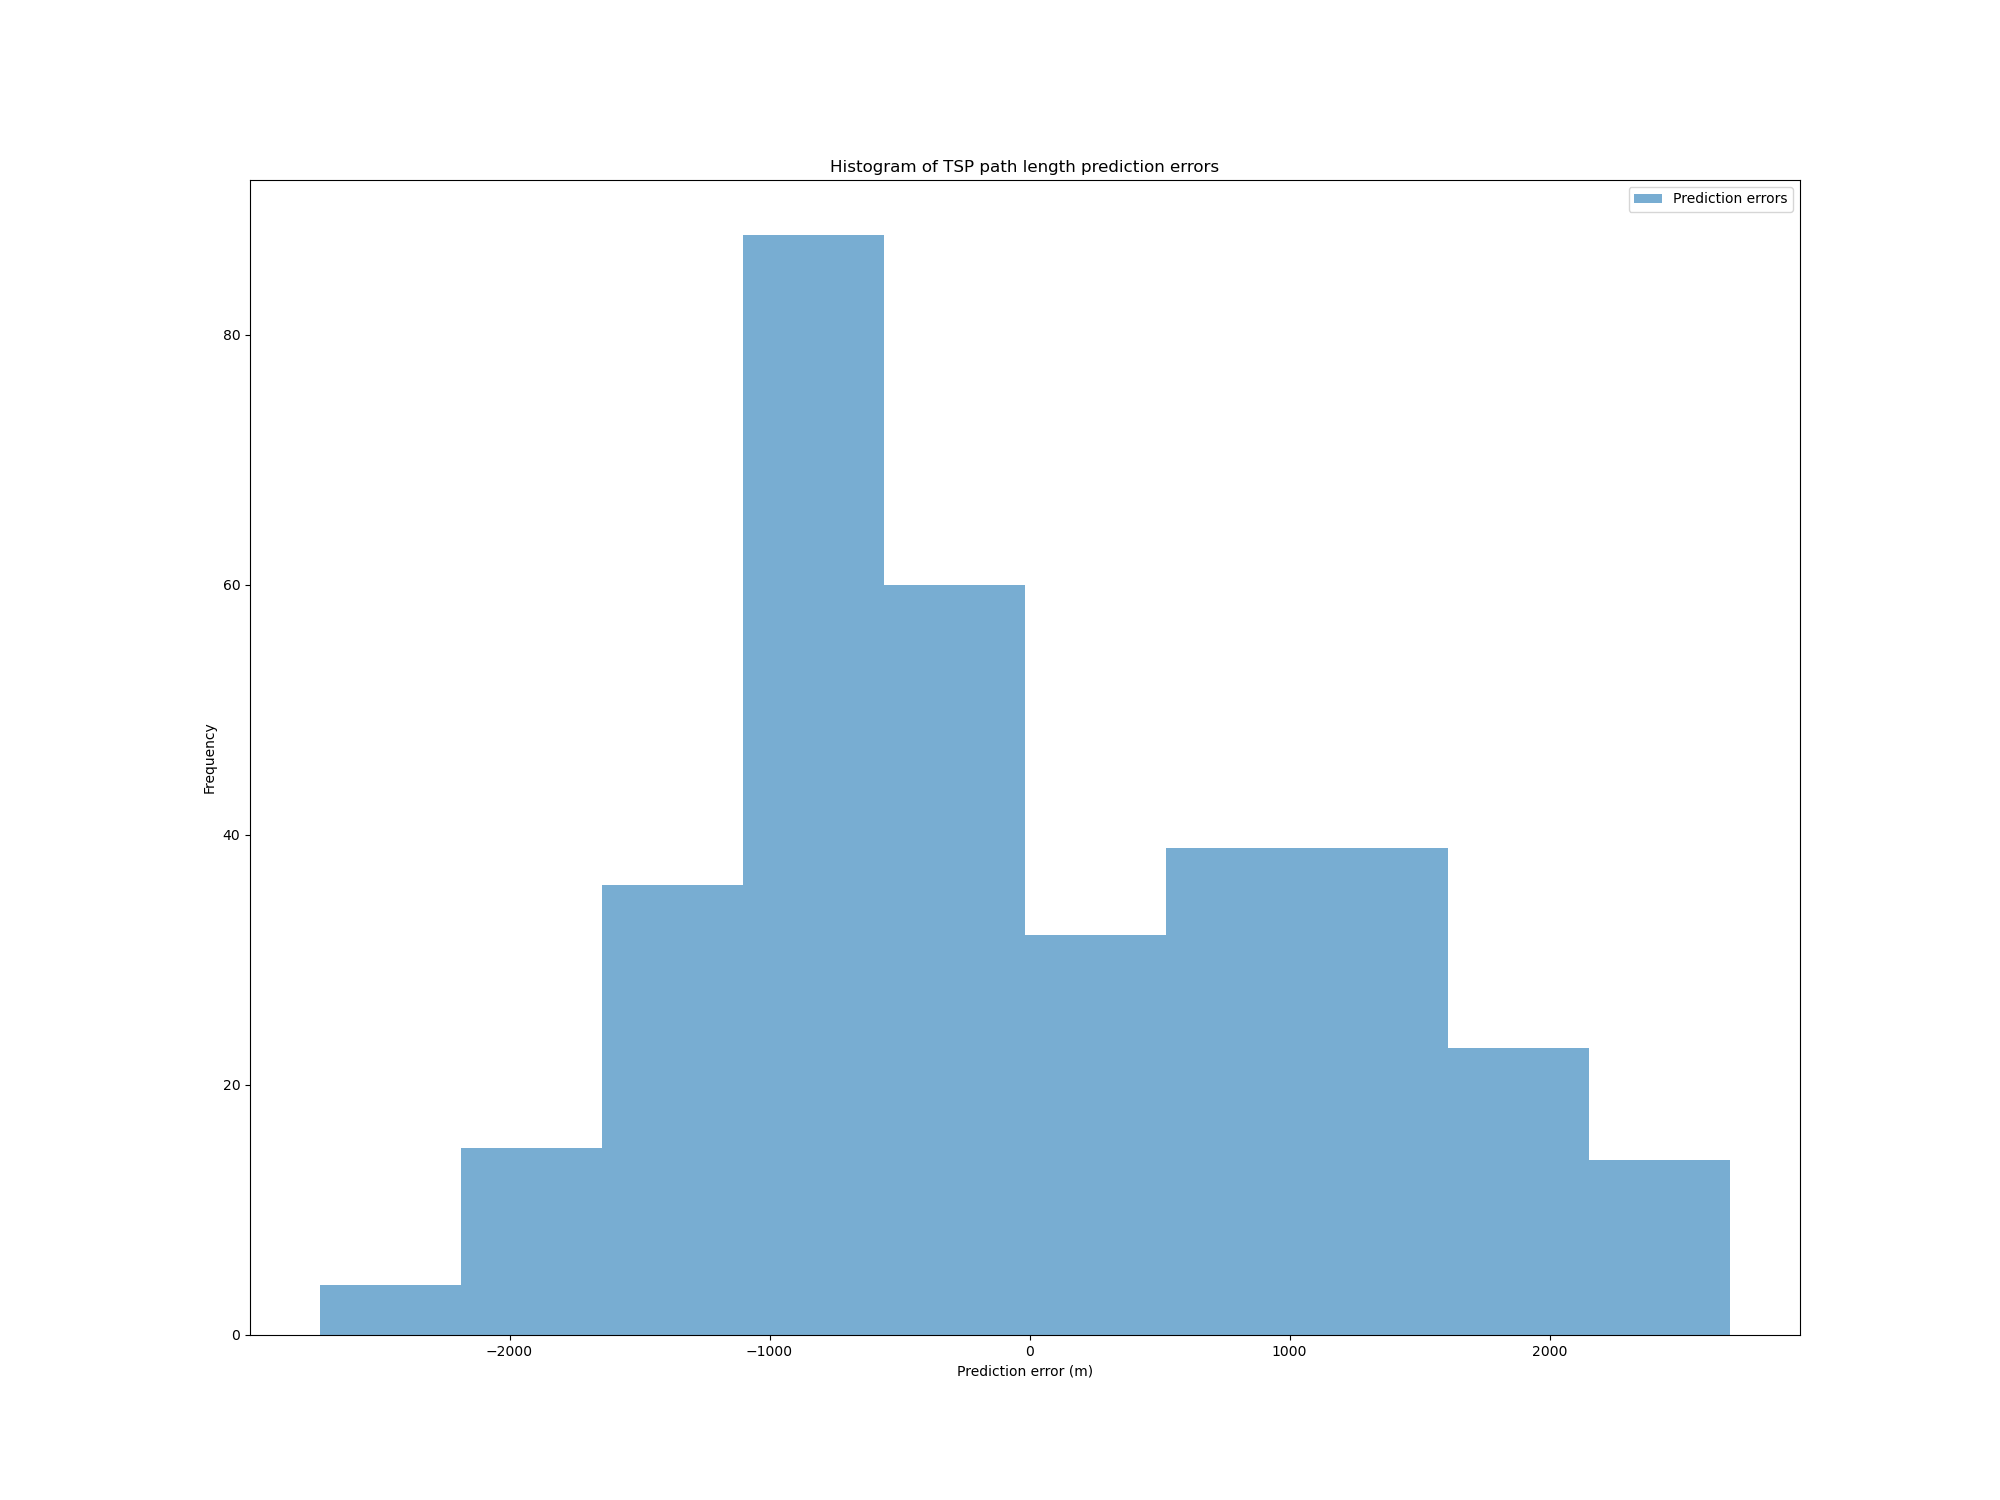 Histogram of TSP path length prediction errors
Prediction errors
80
60
40
20
0
Frequency
−2000
−1000
0
1000
2000
Prediction error (m)